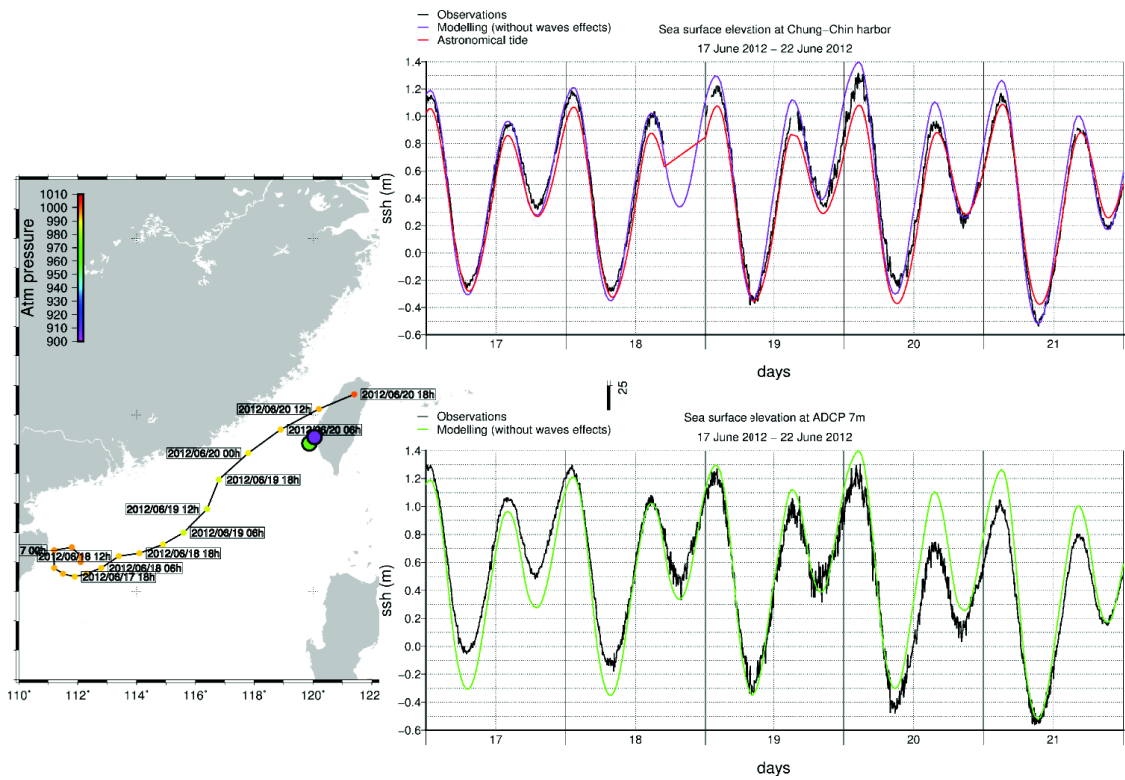 Observations
Modelling (without waves effects)
Astronomical tide
Sea surface elevation at Chung-Chin harbor
17 June 2012 - 22 June 2012
1.4
1.2
1.0
0.8
0.6
0.4
0.2
0.0
-0.2
-0.4
-0.6
ssh (m)
17
18
19
20
21
days
Atm pressure
1010
1000
990
980
970
960
950
940
930
920
910
900
2012/06/20 18h
2012/06/20 12h
2012/06/20 06h
2012/06/20 00h
2012/06/19 18h
2012/06/19 12h
2012/06/19 06h
2012/06/18 18h
2012/06/18 12h
7 00h
2012/06/18 06h
2012/06/17 18h
110°
112°
114°
116°
118°
120°
122
25
Observations
Modelling (without waves effects)
Sea surface elevation at ADCP 7m
17 June 2012 - 22 June 2012
1.4
1.2
1.0
0.8
0.6
0.4
0.2
0.0
-0.2
-0.4
-0.6
ssh (m)
17
18
19
20
21
days